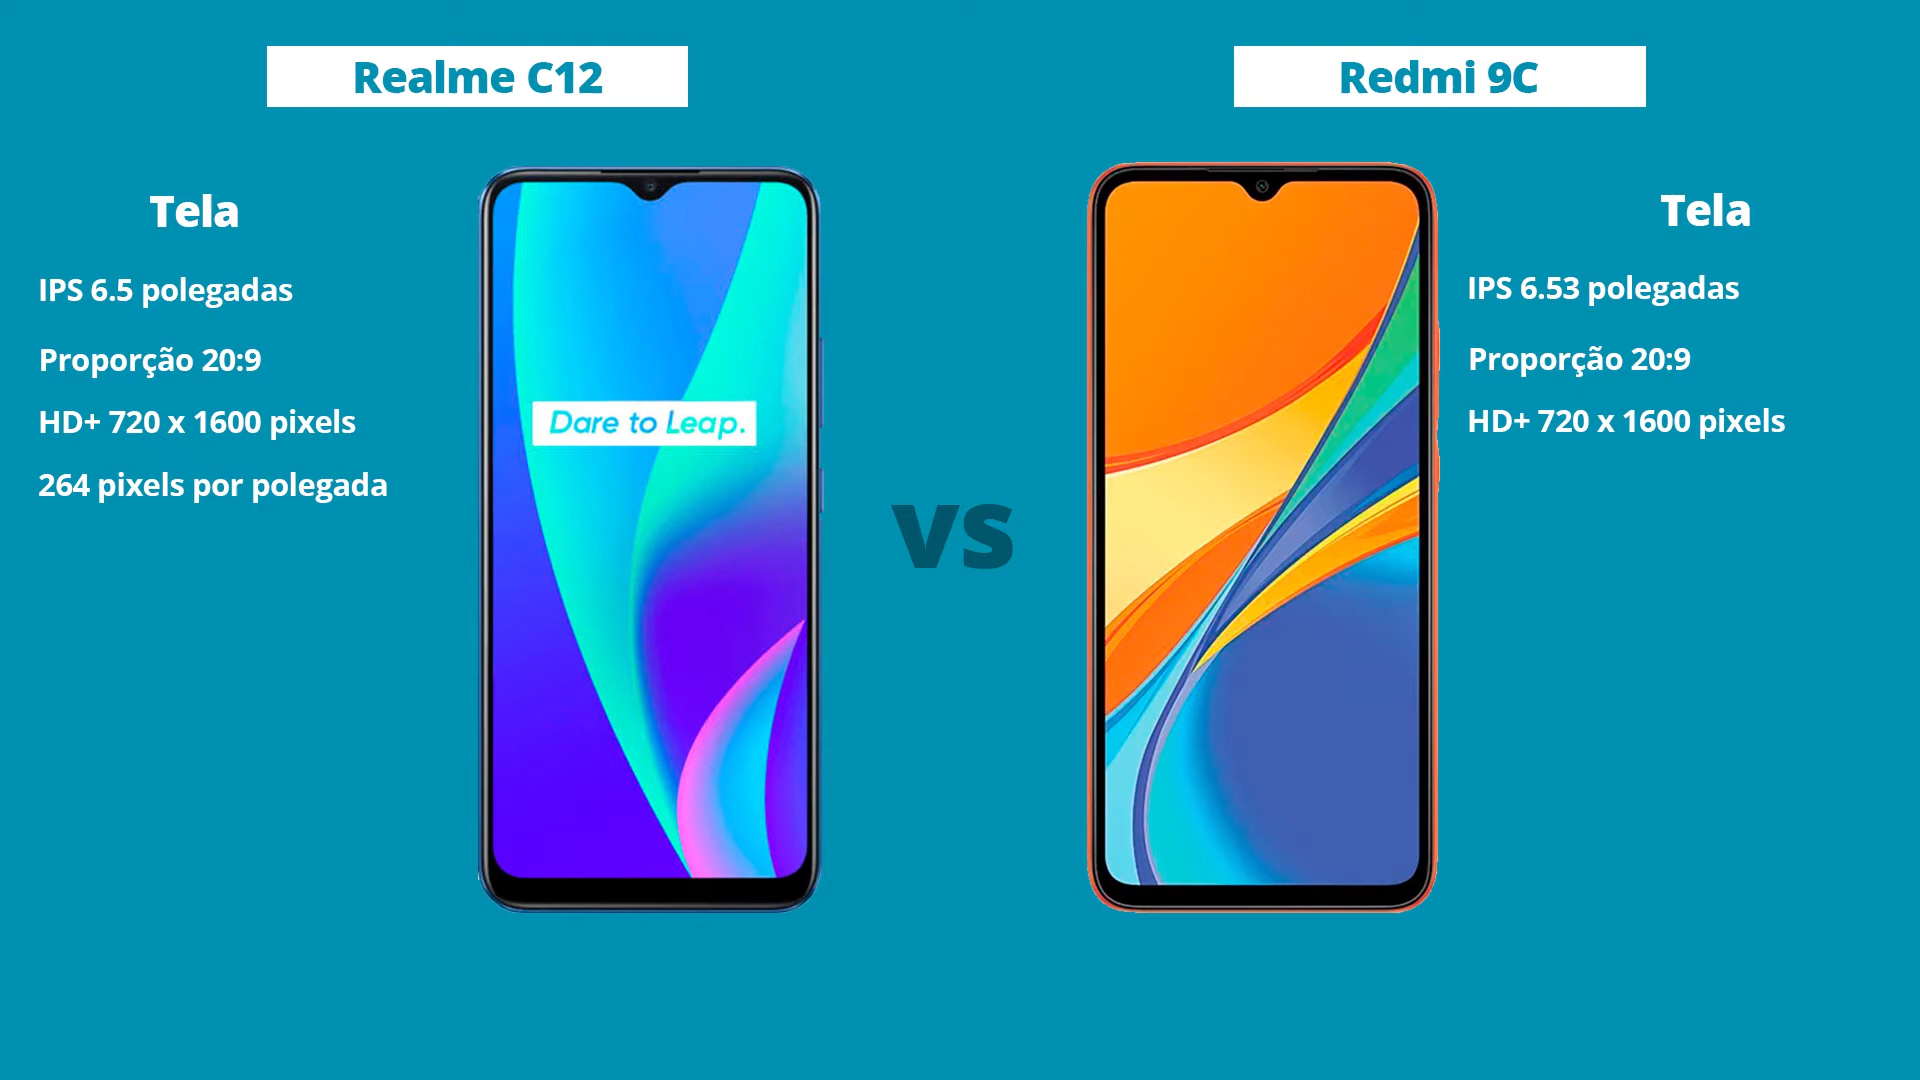 Realme C12
Tela
IPS 6.5 polegadas
Proporção 20:9
HD+ 720 x 1600 pixels
264 pixels por polegada
Dare to Leap.
VS
Redmi 9C
Tela
IPS 6.53 polegadas
Proporção 20:9
HD+ 720 x 1600 pixels